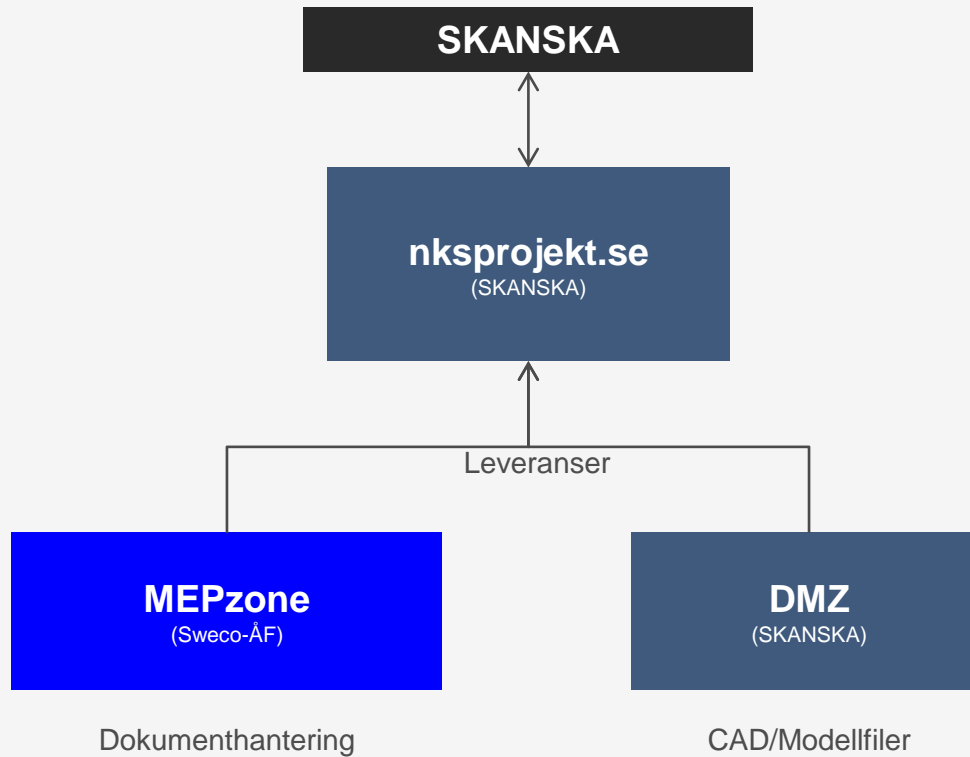 SKANSKA
nksprojekt.se
(SKANSKA)
Leveranser
MEPzone
(Sweco-ÅF)
DMZ
(SKANSKA)
Dokumenthantering
CAD/Modellfiler